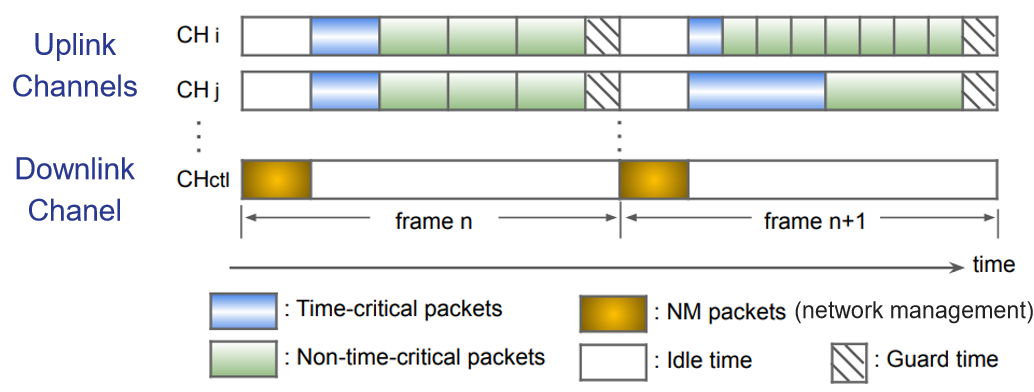 Uplink
Channels
CH i
CH j
Downlink
Chanel
CHctl
frame n
frame n+1
time
: Time-critical packets
: NM packets (network management)
: Non-time-critical packets
: Idle time
: Guard time